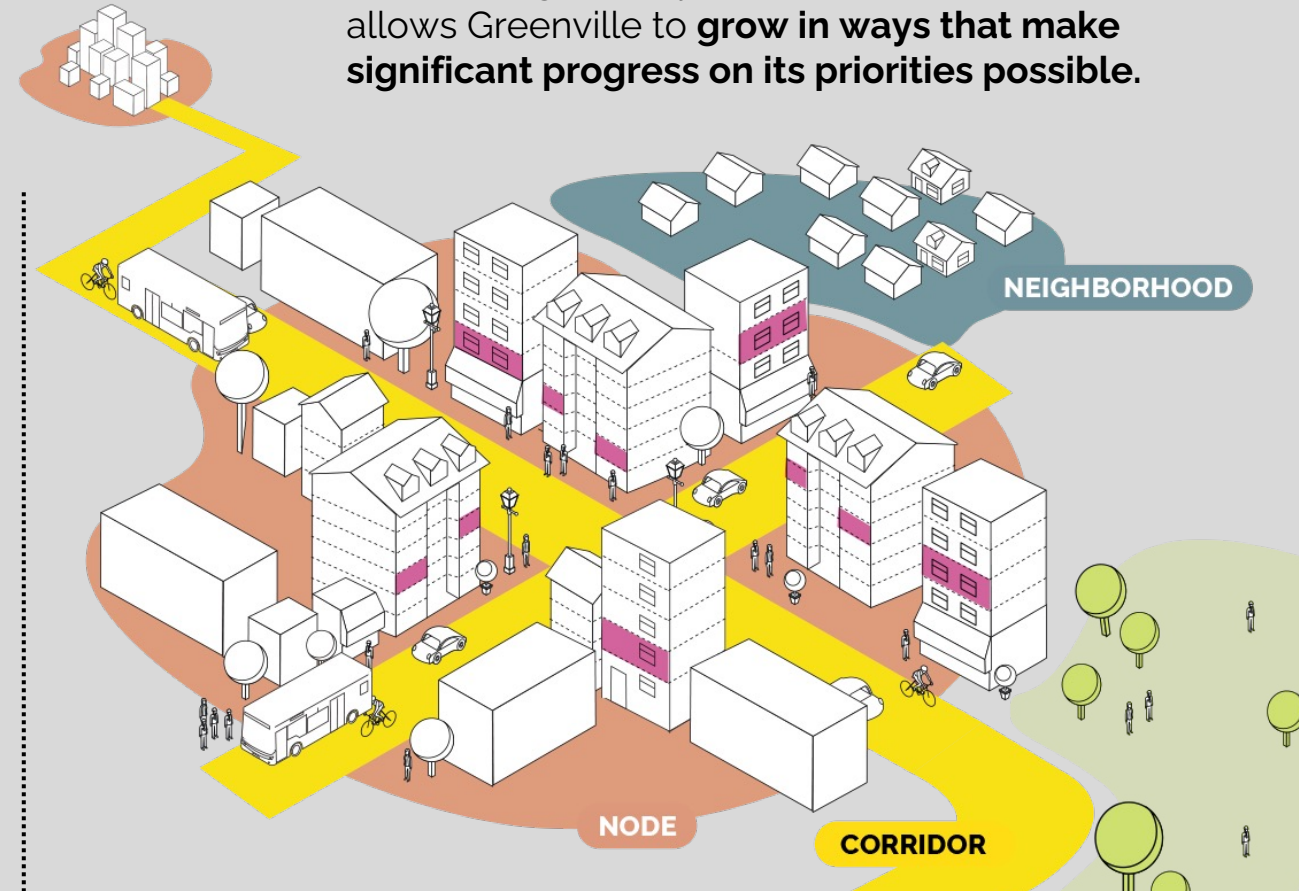 allows Greenville to grow in ways that make
significant progress on its priorities possible.
NEIGHBORHOOD
NODE
CORRIDOR